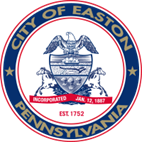 CITY OF EASTON
INCORPORATED JAN. 12, 1887
EST. 1752
PENNSYLVANIA